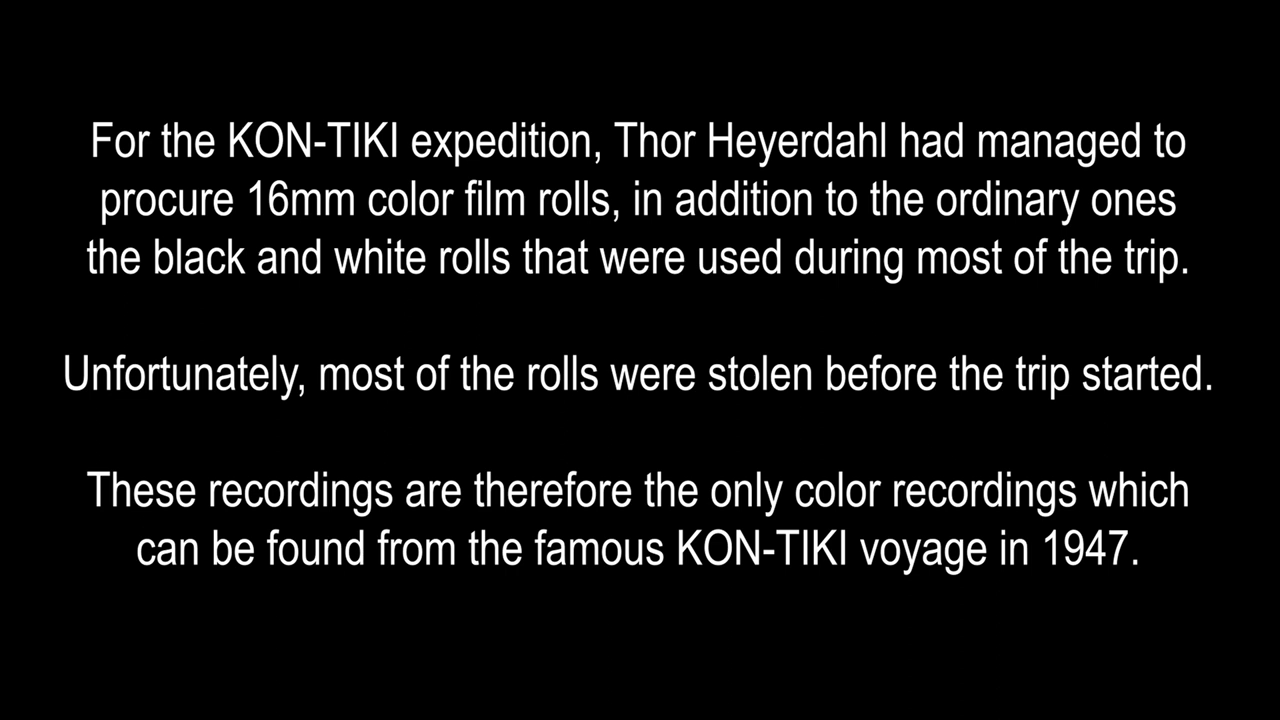 For the KON-TIKI expedition, Thor Heyerdahl had managed to
procure 16mm color film rolls, in addition to the ordinary ones
the black and white rolls that were used during most of the trip.
Unfortunately, most of the rolls were stolen before the trip started.
These recordings are therefore the only color recordings which
can be found from the famous KON-TIKI voyage in 1947.